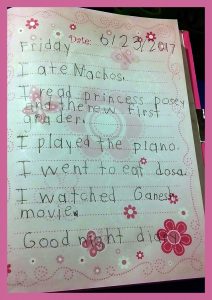 Date: 6/23/2017
Friday
I ate Nachos.
I read princess posey
and the new First
grader.
I played the piano.
I went to eat dosa.
I watched Ganesh
movie.
Good night diary